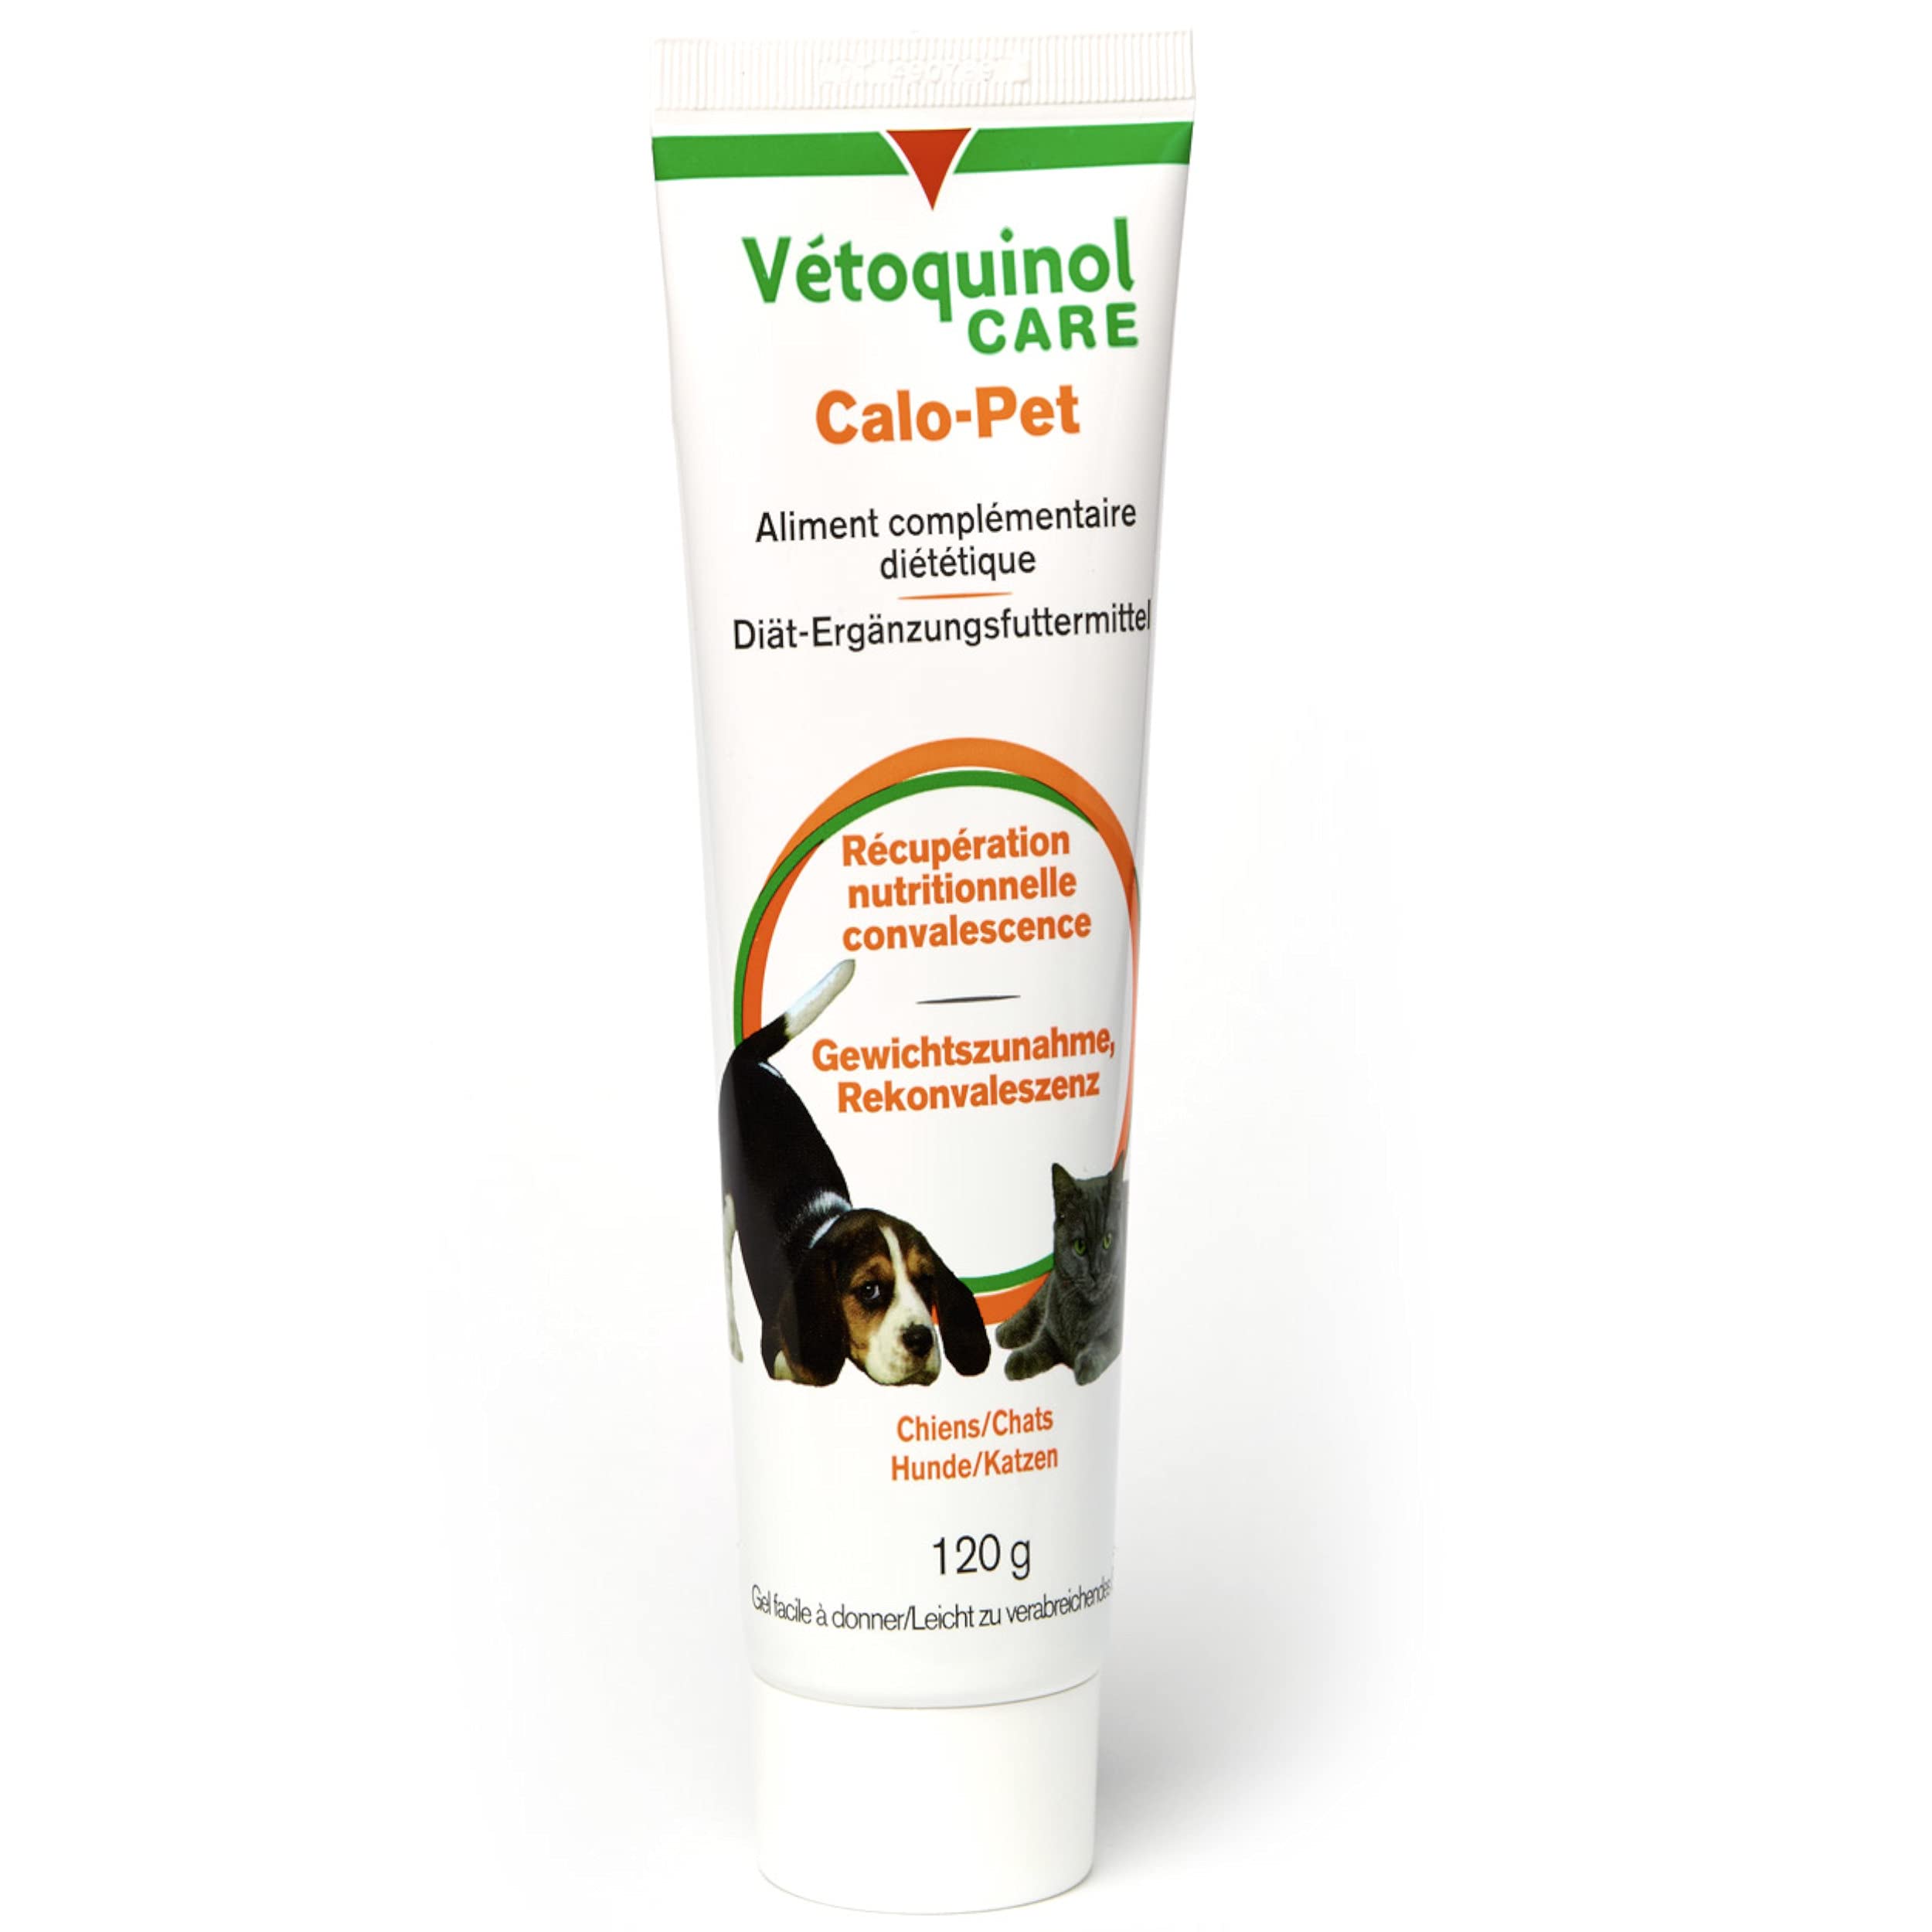 Vétoquinol
CARE
Calo-Pet
Aliment complémentaire
diététique
Diät-Ergänzungsfuttermittel
Récupération
nutritionnelle
convalescence
Gewichtszunahme,
Rekonvaleszenz
Chiens/Chats
Hunde/Katzen
120 g
Gel facile à donner/Leicht zu verabreichendes